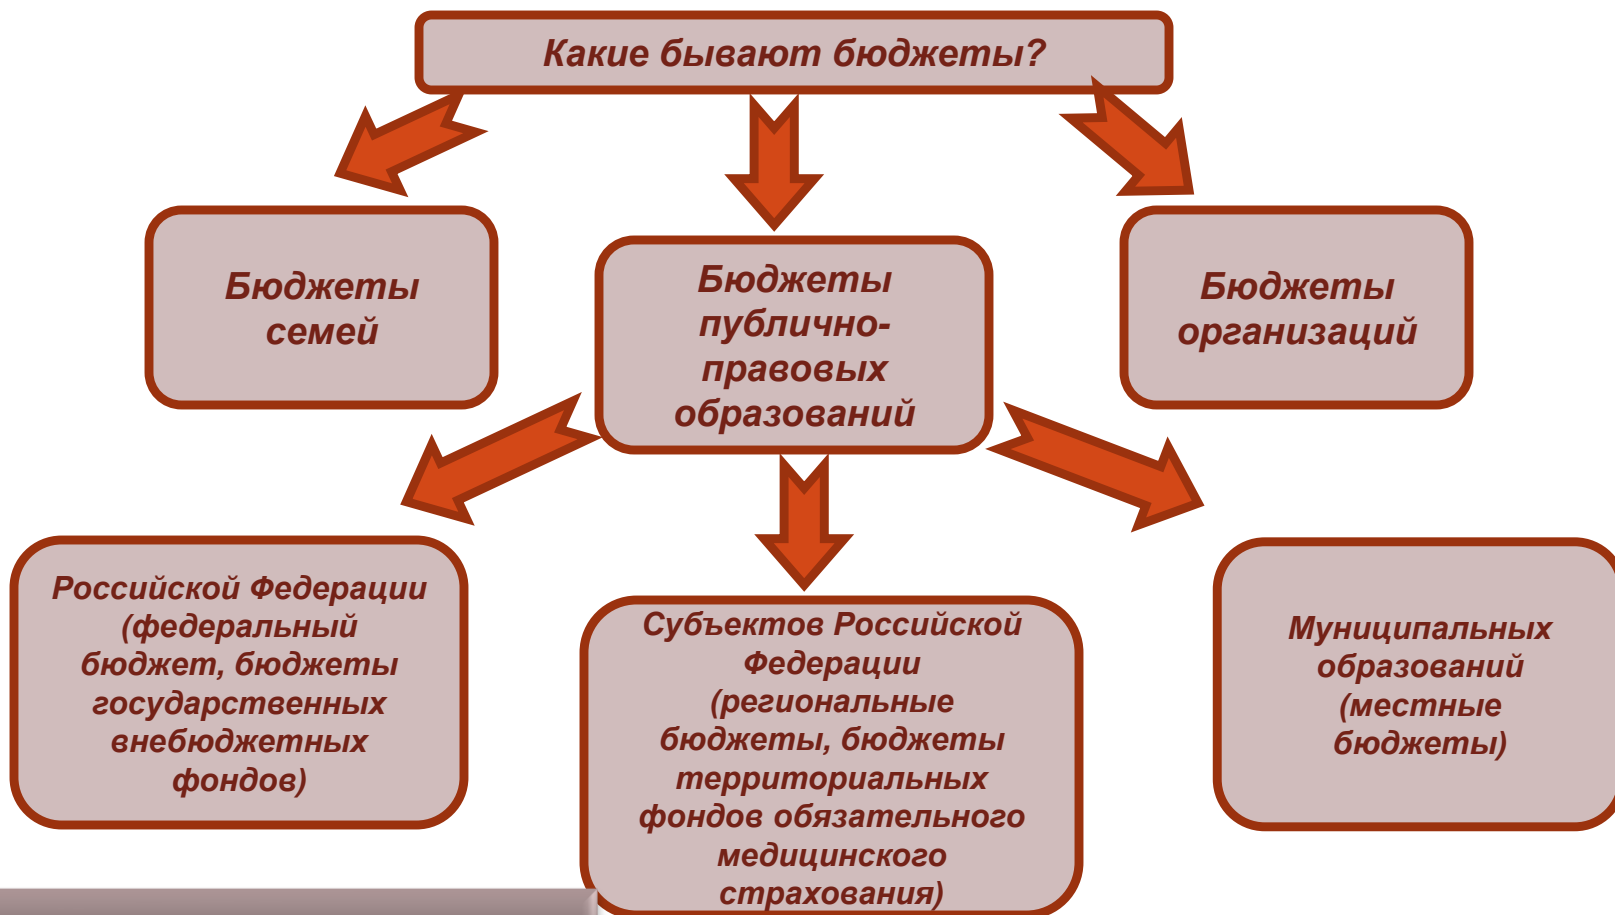 Какие бывают бюджеты?
Бюджеты
семей
Бюджеты
публично-
правовых
образований
Бюджеты
организаций
Российской Федерации
(федеральный
бюджет, бюджеты
государственных
внебюджетных
фондов)
Субъектов Российской
Федерации
(региональные
бюджеты, бюджеты
территориальных
фондов обязательного
медицинского
страхования)
Муниципальных
образований
(местные
бюджеты)